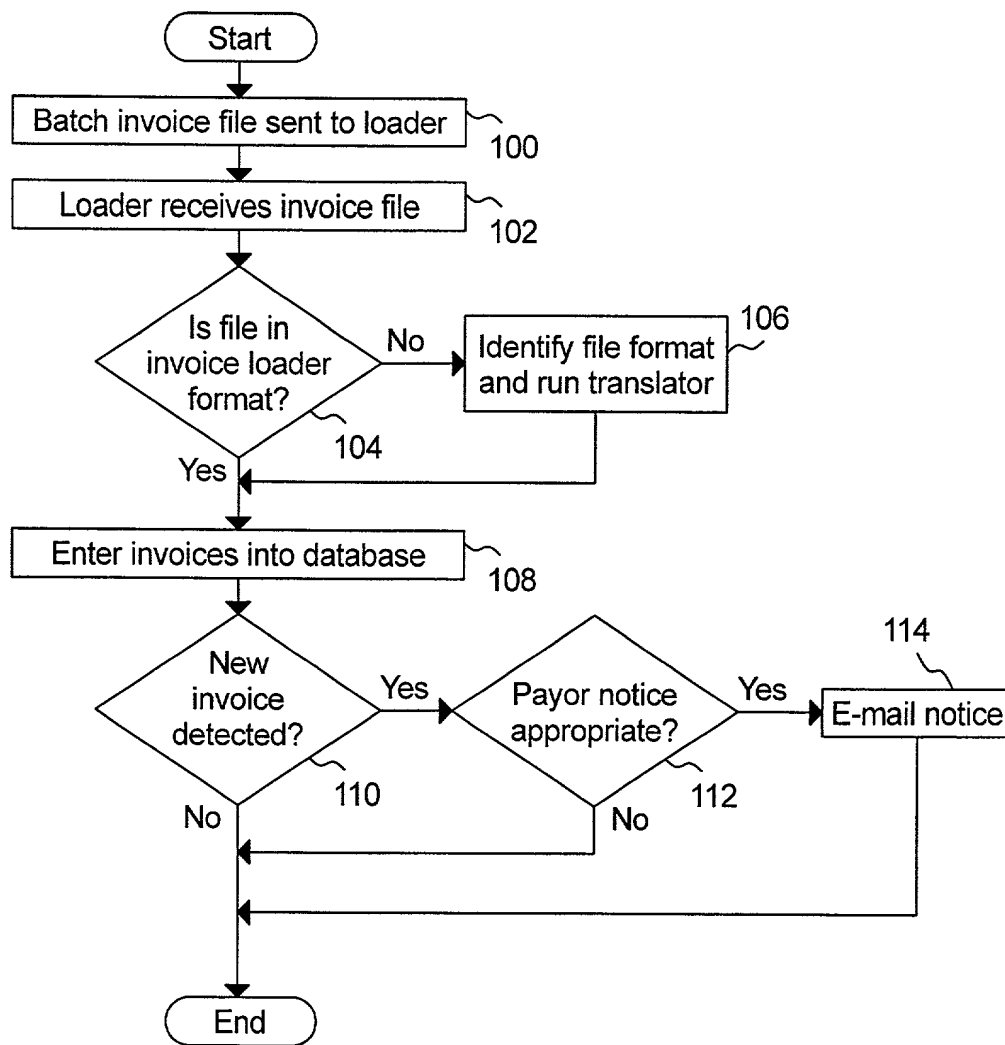 Start
Batch invoice file sent to loader
100
Loader receives invoice file
102
Is file in
invoice loader
format?
104
No
Identify file format
and run translator
106
Yes
Enter invoices into database
108
New
invoice
detected?
110
Yes
Payor notice
appropriate?
112
Yes
114
E-mail notice
No
No
End